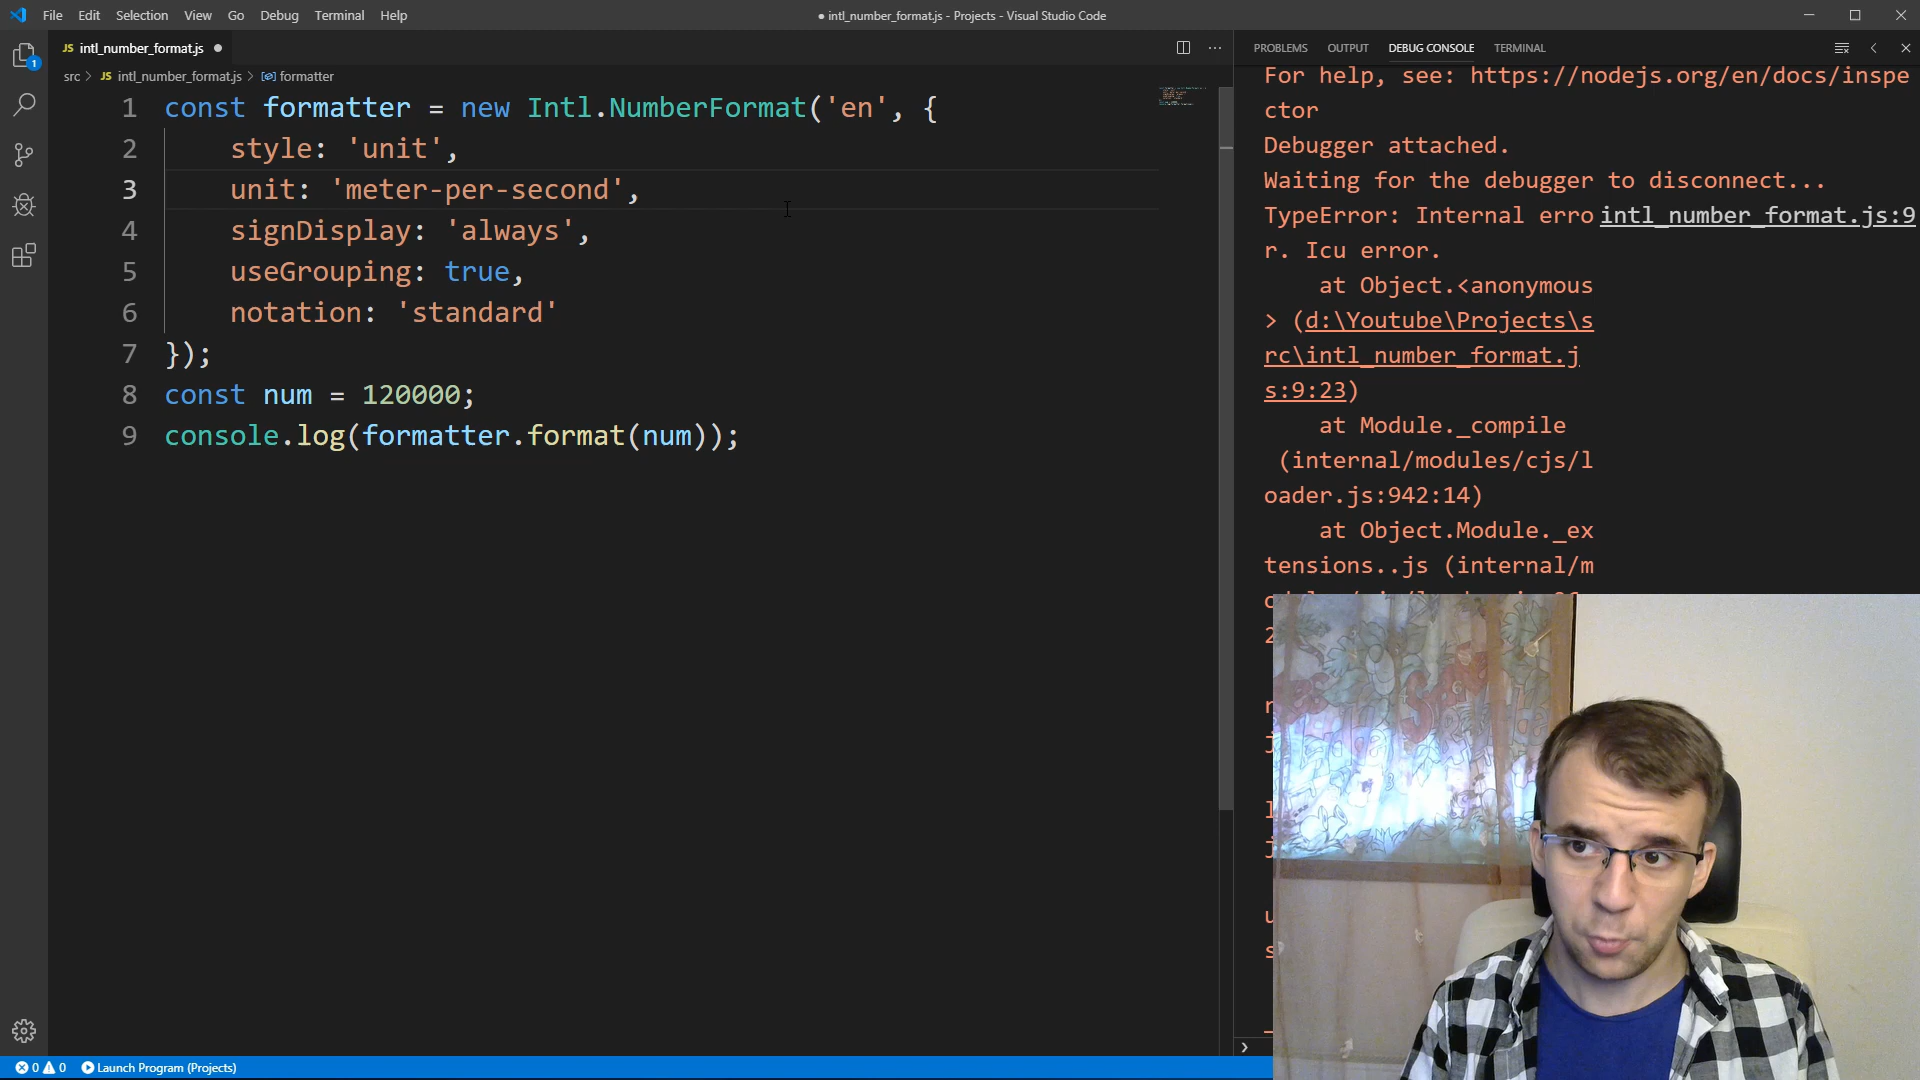 File Edit Selection View Go Debug Terminal Help
● intl_number_format.js - Projects - Visual Studio Code
JS intl_number_format.js ●
src > JS intl_number_format.js > formatter
1 const formatter = new Intl.NumberFormat('en', {
2 style: 'unit',
3 unit: 'meter-per-second',
4 signDisplay: 'always',
5 useGrouping: true,
6 notation: 'standard'
7 });
8 const num = 120000;
9 console.log(formatter.format(num));
PROBLEMS OUTPUT DEBUG CONSOLE TERMINAL
For help, see: https://nodejs.org/en/docs/inspe
ctor
Debugger attached.
Waiting for the debugger to disconnect...
TypeError: Internal erro intl_number_format.js:9
r. Icu error.
at Object.<anonymous
> (d:\Youtube\Projects\s
rc\intl_number_format.j
s:9:23)
at Module._compile
(internal/modules/cjs/l
oader.js:942:14)
at Object.Module._ex
tensions..js (internal/m
1
0 0 Launch Program (Projects)